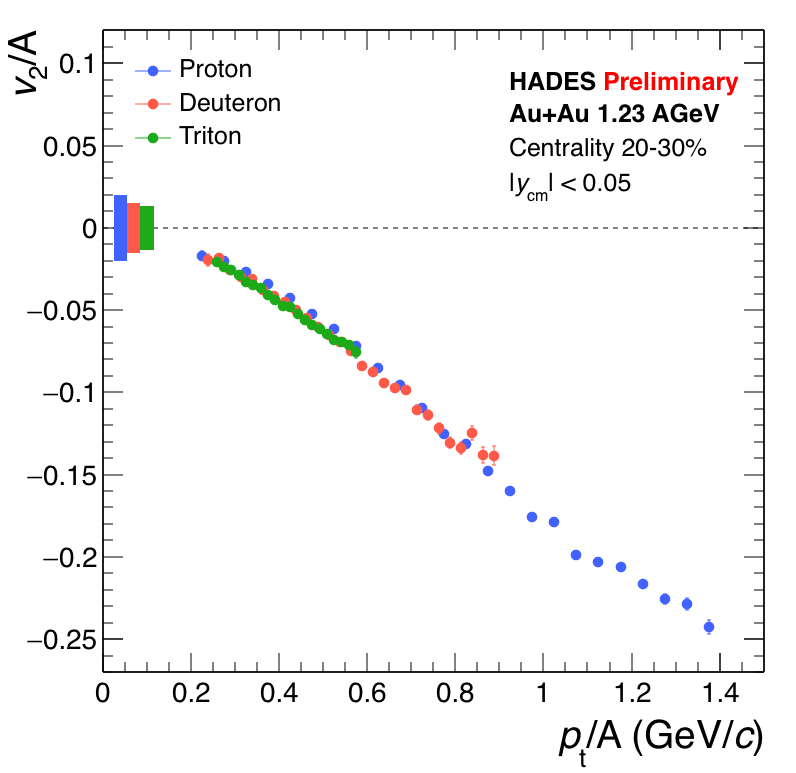 v₂/A
0.1
0.05
0
−0.05
−0.1
−0.15
−0.2
−0.25
Proton
Deuteron
Triton
HADES Preliminary
Au+Au 1.23 AGeV
Centrality 20-30%
|y_cm| < 0.05
0 0.2 0.4 0.6 0.8 1 1.2 1.4
p_t/A (GeV/c)